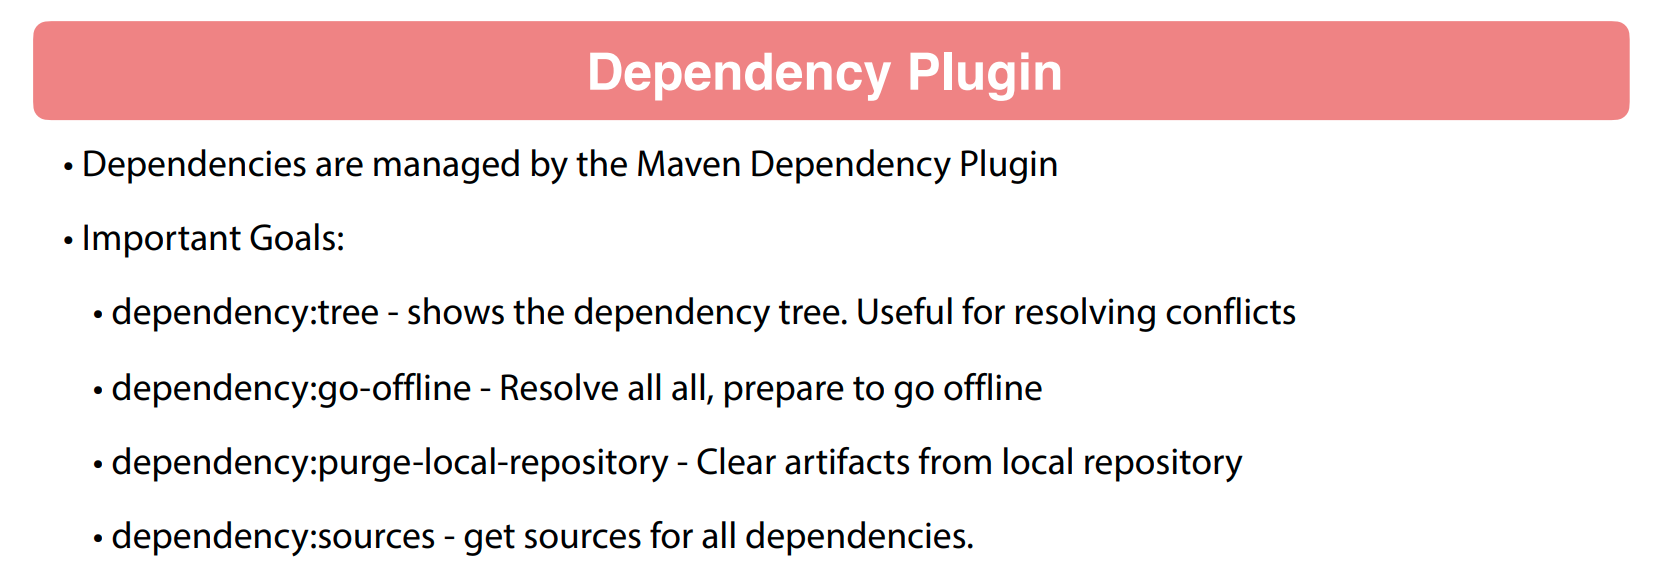 Dependency Plugin
• Dependencies are managed by the Maven Dependency Plugin
• Important Goals:
• dependency:tree - shows the dependency tree. Useful for resolving conflicts
• dependency:go-offline - Resolve all all, prepare to go offline
• dependency:purge-local-repository - Clear artifacts from local repository
• dependency:sources - get sources for all dependencies.